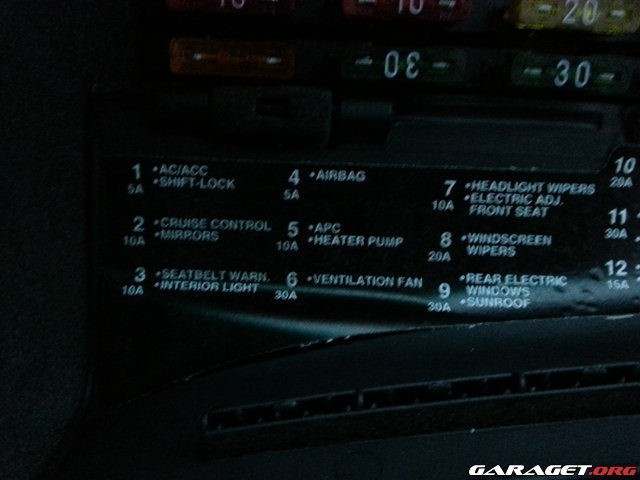 10
10
20
30
30
1 •AC/ACC
5A •SHIFT-LOCK
2 •CRUISE CONTROL
10A •MIRRORS
3 •SEATBELT WARN.
10A •INTERIOR LIGHT
4 •AIRBAG
5A
5 •APC
10A •HEATER PUMP
6 •VENTILATION FAN
30A
7 •HEADLIGHT WIPERS
10A •ELECTRIC ADJ.
FRONT SEAT
8 •WINDSCREEN
20A WIPERS
9 •REAR ELECTRIC
30A WINDOWS
•SUNROOF
10
20A
11
30A
12
15A
GARAGET.ORG